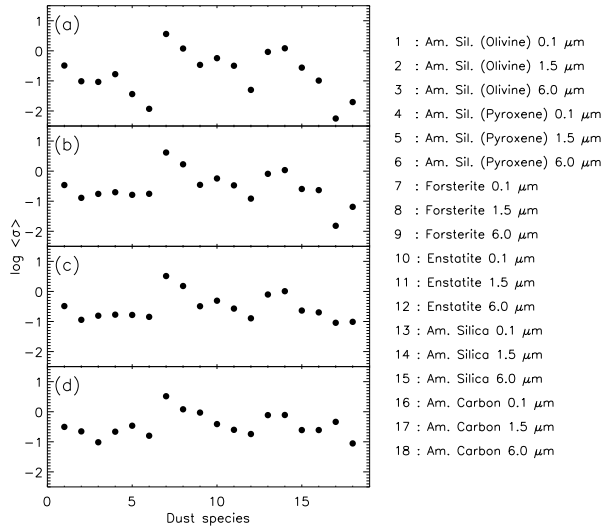 (a)
1
0
−1
−2
(b)
1
0
−1
−2
(c)
1
0
−1
−2
(d)
1
0
−1
−2
log <σ>
0 5 10 15
Dust species
1 : Am. Sil. (Olivine) 0.1 μm
2 : Am. Sil. (Olivine) 1.5 μm
3 : Am. Sil. (Olivine) 6.0 μm
4 : Am. Sil. (Pyroxene) 0.1 μm
5 : Am. Sil. (Pyroxene) 1.5 μm
6 : Am. Sil. (Pyroxene) 6.0 μm
7 : Forsterite 0.1 μm
8 : Forsterite 1.5 μm
9 : Forsterite 6.0 μm
10 : Enstatite 0.1 μm
11 : Enstatite 1.5 μm
12 : Enstatite 6.0 μm
13 : Am. Silica 0.1 μm
14 : Am. Silica 1.5 μm
15 : Am. Silica 6.0 μm
16 : Am. Carbon 0.1 μm
17 : Am. Carbon 1.5 μm
18 : Am. Carbon 6.0 μm